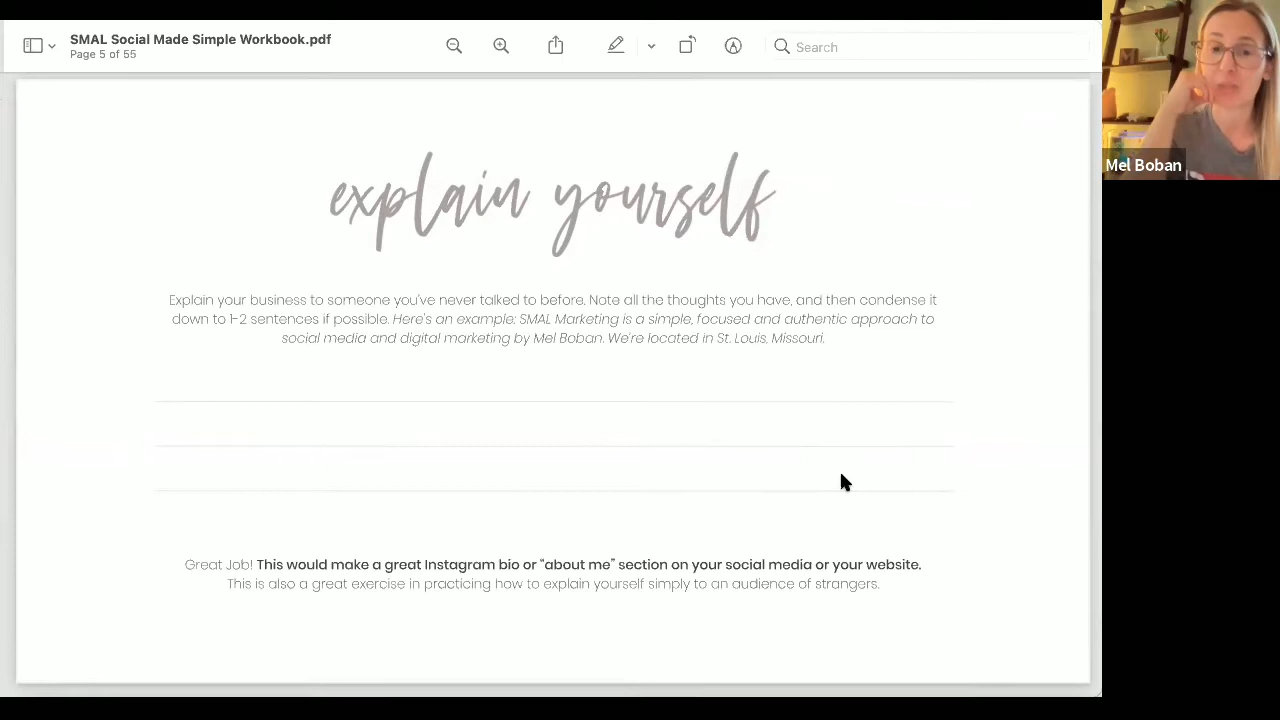 SMAL Social Made Simple Workbook.pdf
Page 5 of 55
Search
Mel Boban
explain yourself
Explain your business to someone you've never talked to before. Note all the thoughts you have, and then condense it
down to 1-2 sentences if possible. Here's an example: SMAL Marketing is a simple, focused and authentic approach to
social media and digital marketing by Mel Boban. We're located in St. Louis, Missouri.
Great Job! This would make a great Instagram bio or "about me" section on your social media or your website.
This is also a great exercise in practicing how to explain yourself simply to an audience of strangers.